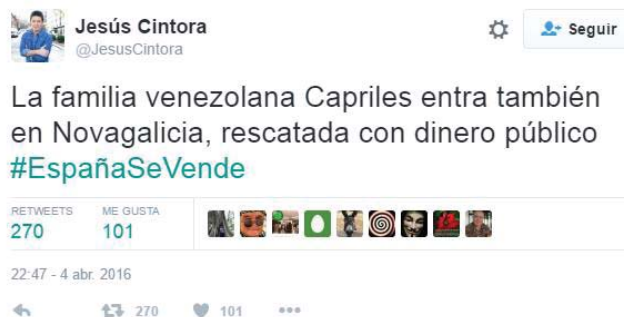 Jesús Cintora
@JesusCintora
Seguir
La familia venezolana Capriles entra también
en Novagalicia, rescatada con dinero público
#EspañaSeVende
RETWEETS ME GUSTA
270 101
22:47 - 4 abr. 2016
270 101